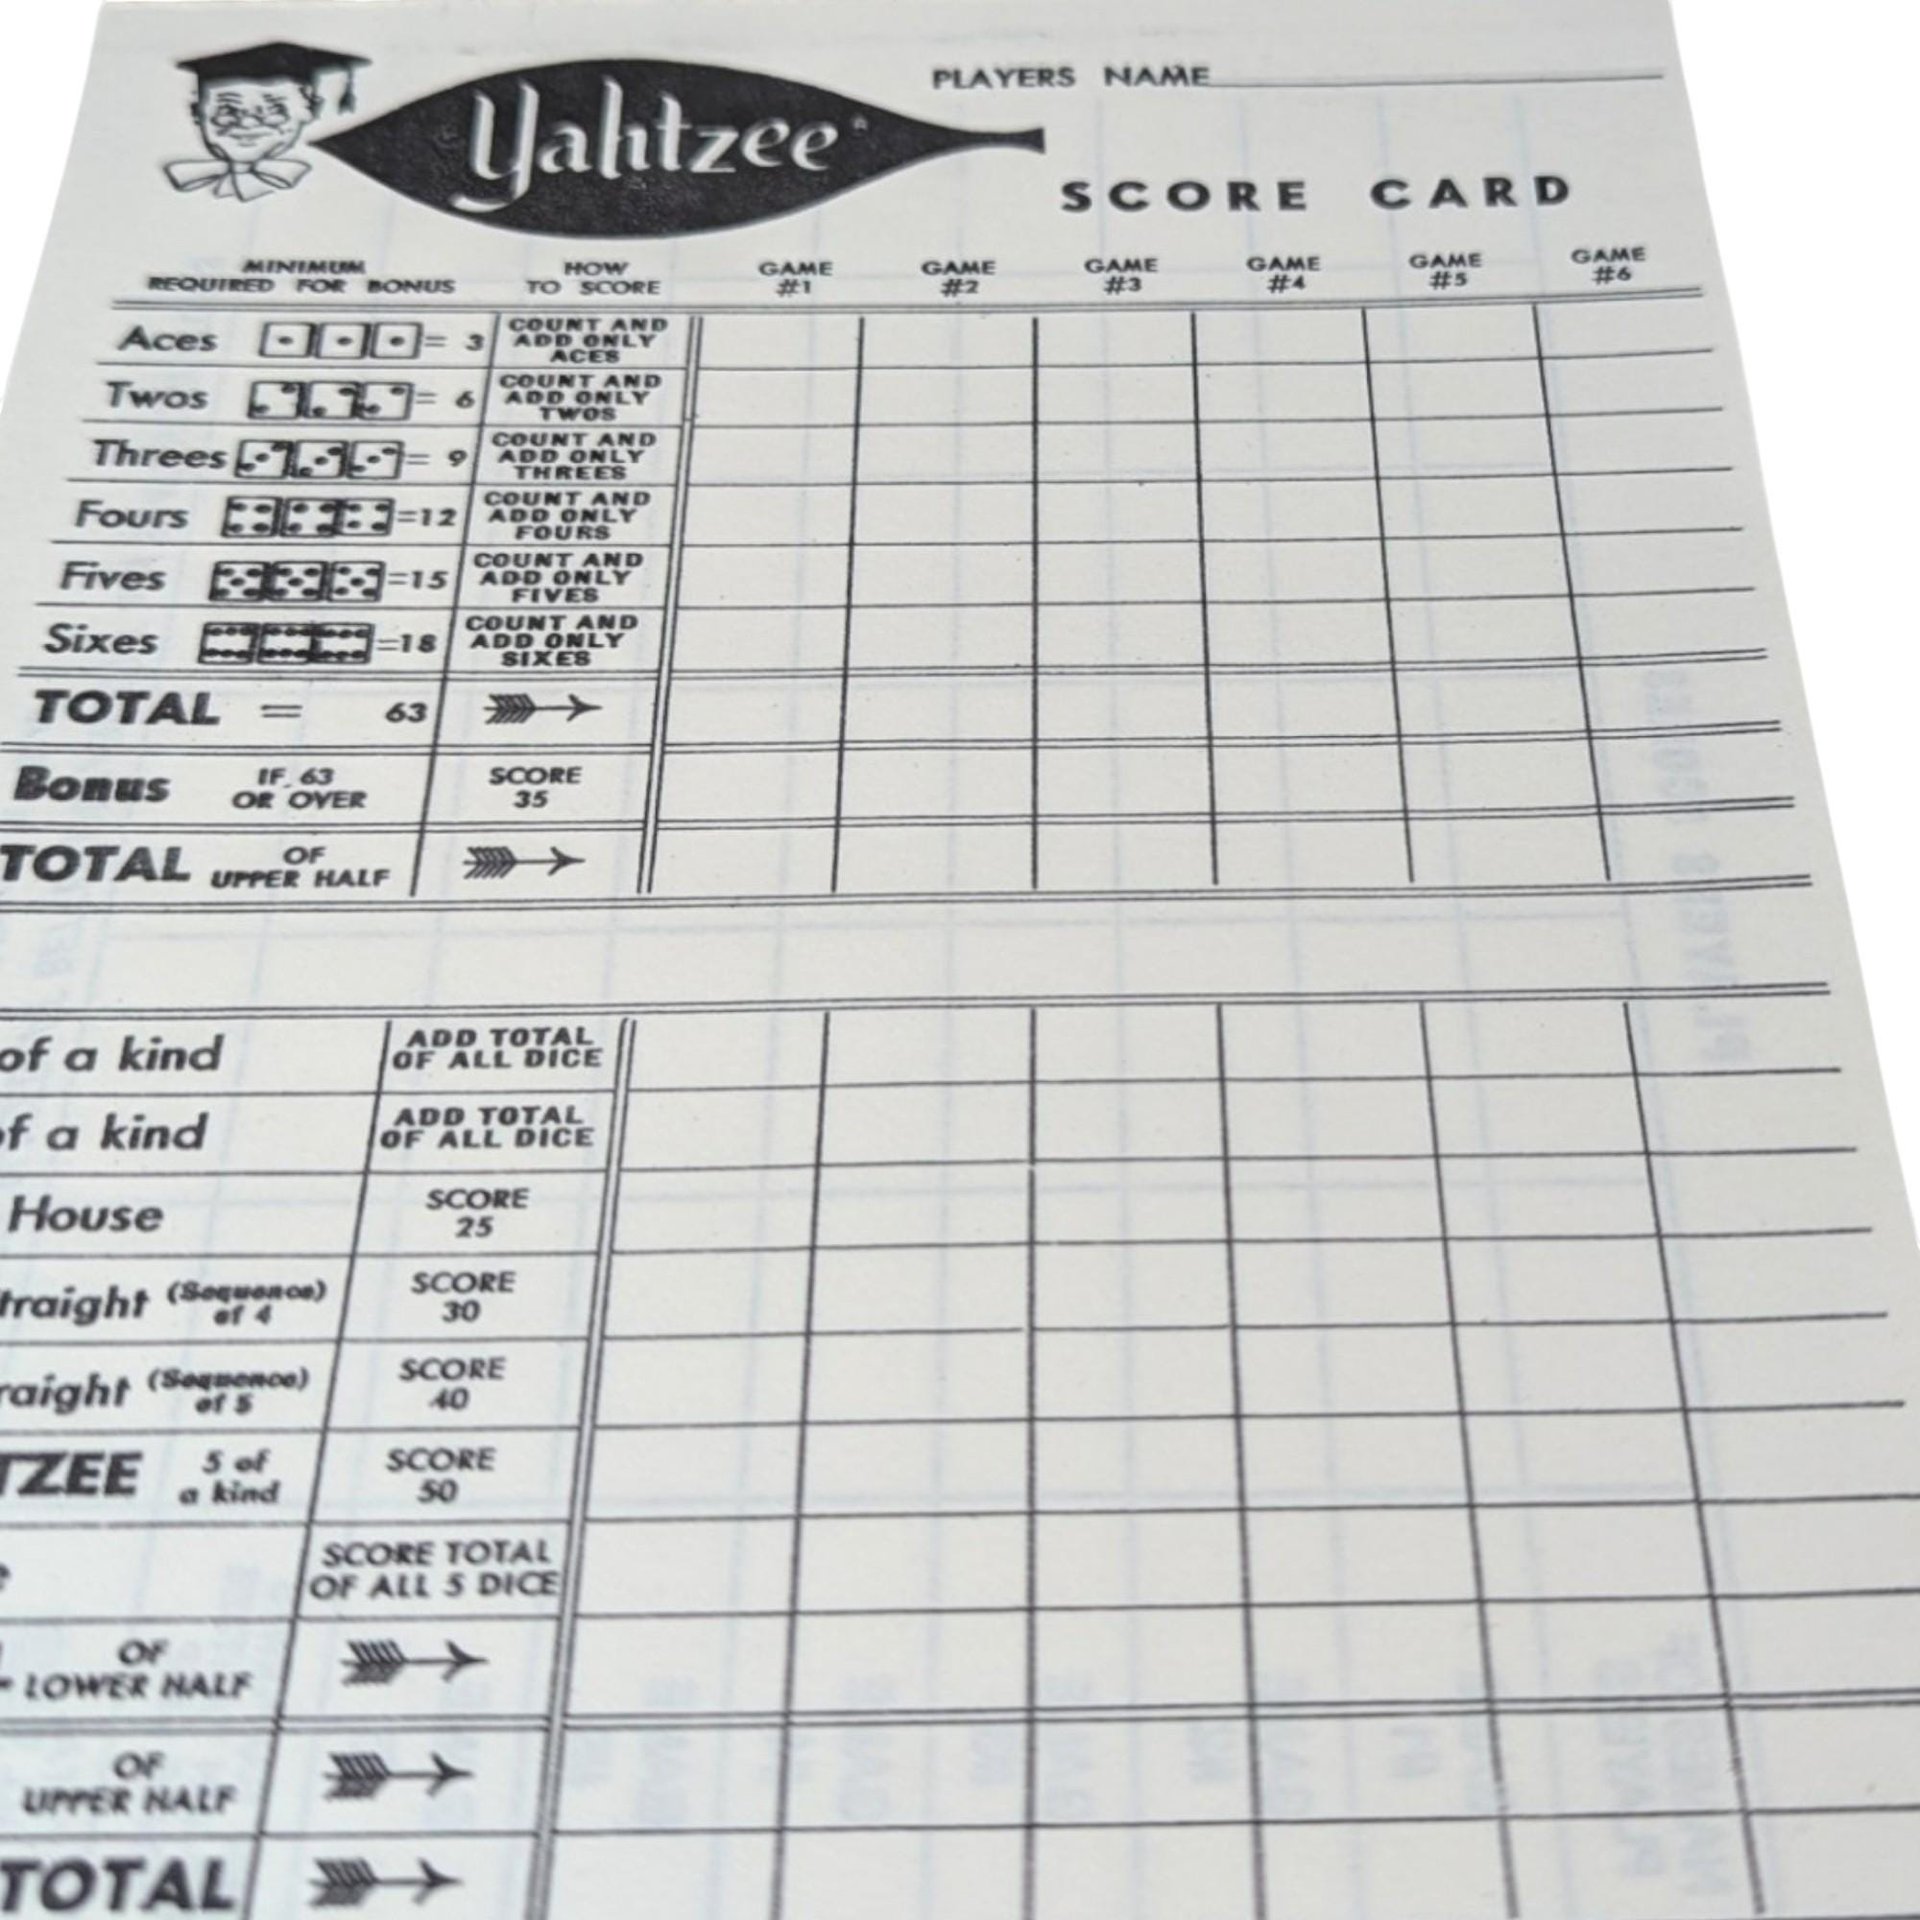 Yahtzee
PLAYERS NAME
SCORE CARD
MINIMUM REQUIRED FOR BONUS
HOW TO SCORE
GAME #1
GAME #2
GAME #3
GAME #4
GAME #5
GAME #6
Aces = 3 COUNT AND ADD ONLY ACES
Twos = 6 COUNT AND ADD ONLY TWOS
Threes = 9 COUNT AND ADD ONLY THREES
Fours =12 COUNT AND ADD ONLY FOURS
Fives =15 COUNT AND ADD ONLY FIVES
Sixes =18 COUNT AND ADD ONLY SIXES
TOTAL = 63
Bonus IF 63 OR OVER SCORE 35
TOTAL OF UPPER HALF
of a kind ADD TOTAL OF ALL DICE
of a kind ADD TOTAL OF ALL DICE
House SCORE 25
traight (Sequence) of 4 SCORE 30
raight (Sequence) of 5 SCORE 40
TZEE 5 of a kind SCORE 50
SCORE TOTAL OF ALL 5 DICE
OF LOWER HALF
OF UPPER HALF
TOTAL